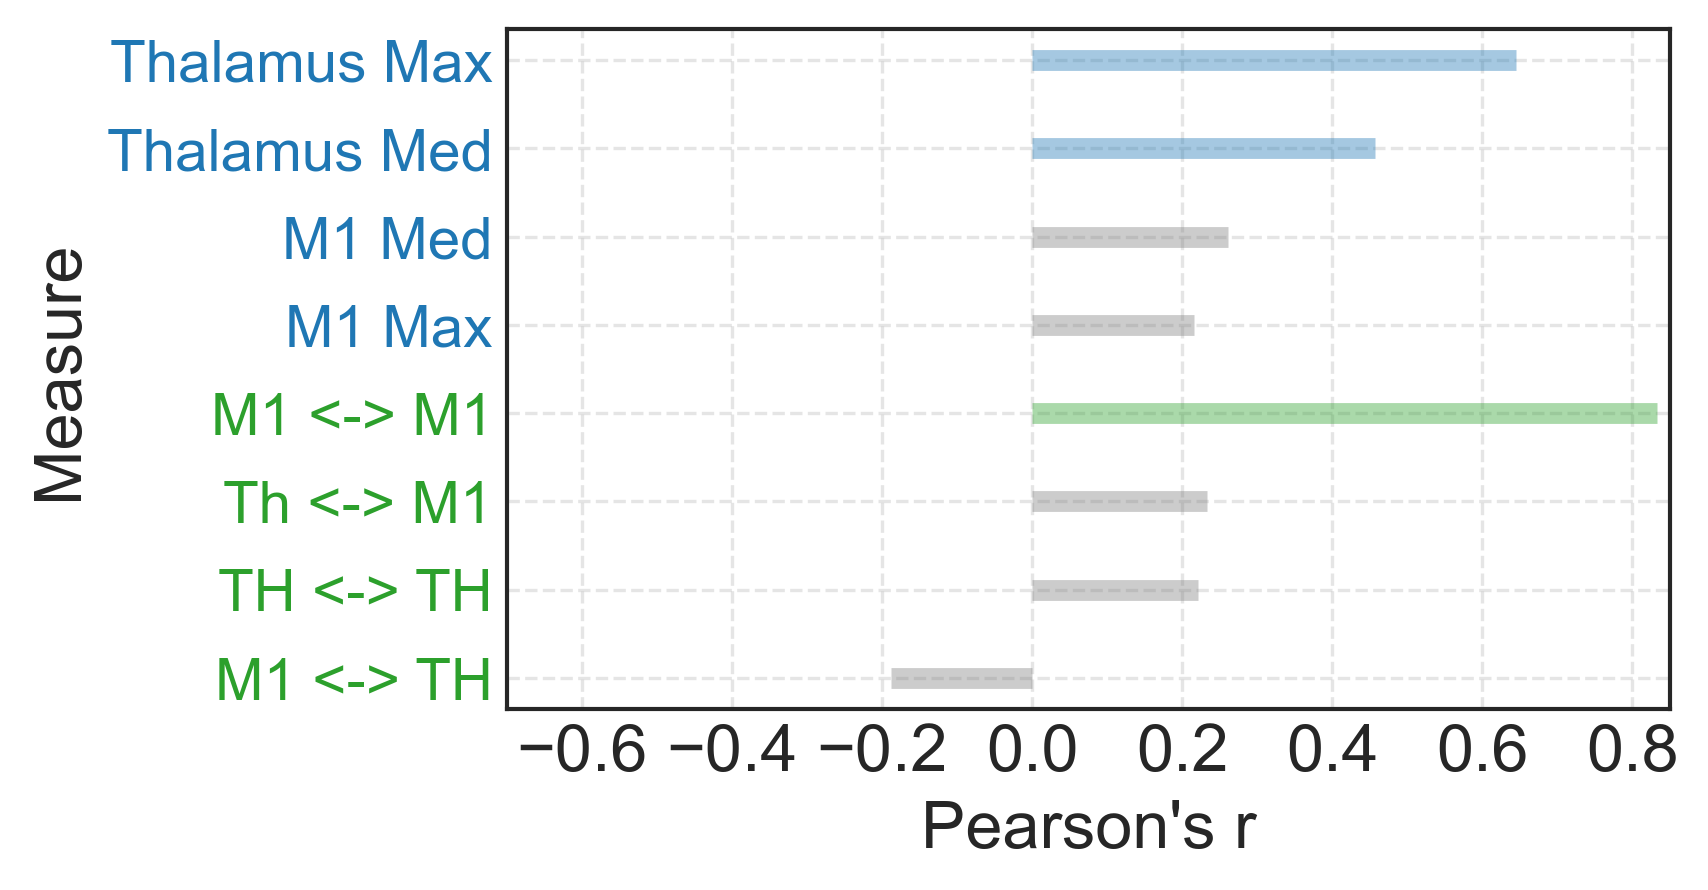 Thalamus Max
Thalamus Med
M1 Med
M1 Max
M1 <-> M1
Th <-> M1
TH <-> TH
M1 <-> TH
Measure
−0.6 −0.4 −0.2 0.0 0.2 0.4 0.6 0.8
Pearson's r